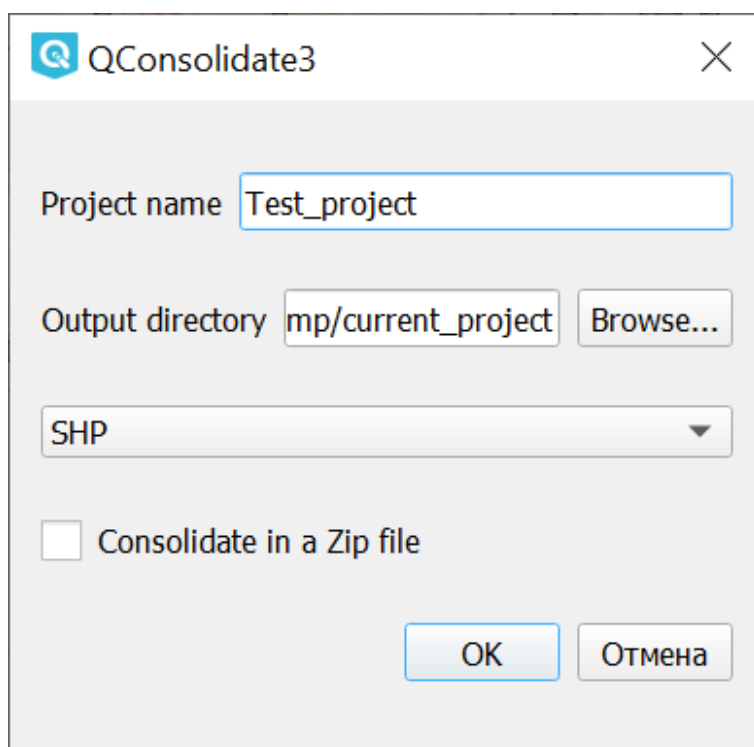 QConsolidate3
Project name Test_project
Output directory mp/current_project Browse...
SHP
Consolidate in a Zip file
OK Отмена